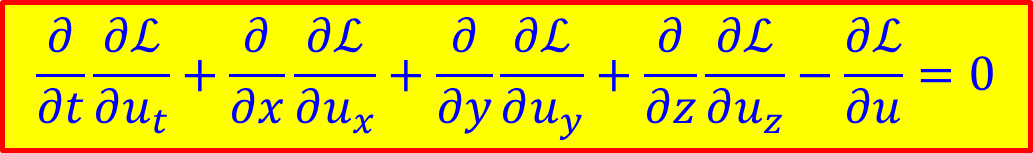 ∂/∂t ∂ℒ/∂u_t + ∂/∂x ∂ℒ/∂u_x + ∂/∂y ∂ℒ/∂u_y + ∂/∂z ∂ℒ/∂u_z − ∂ℒ/∂u = 0